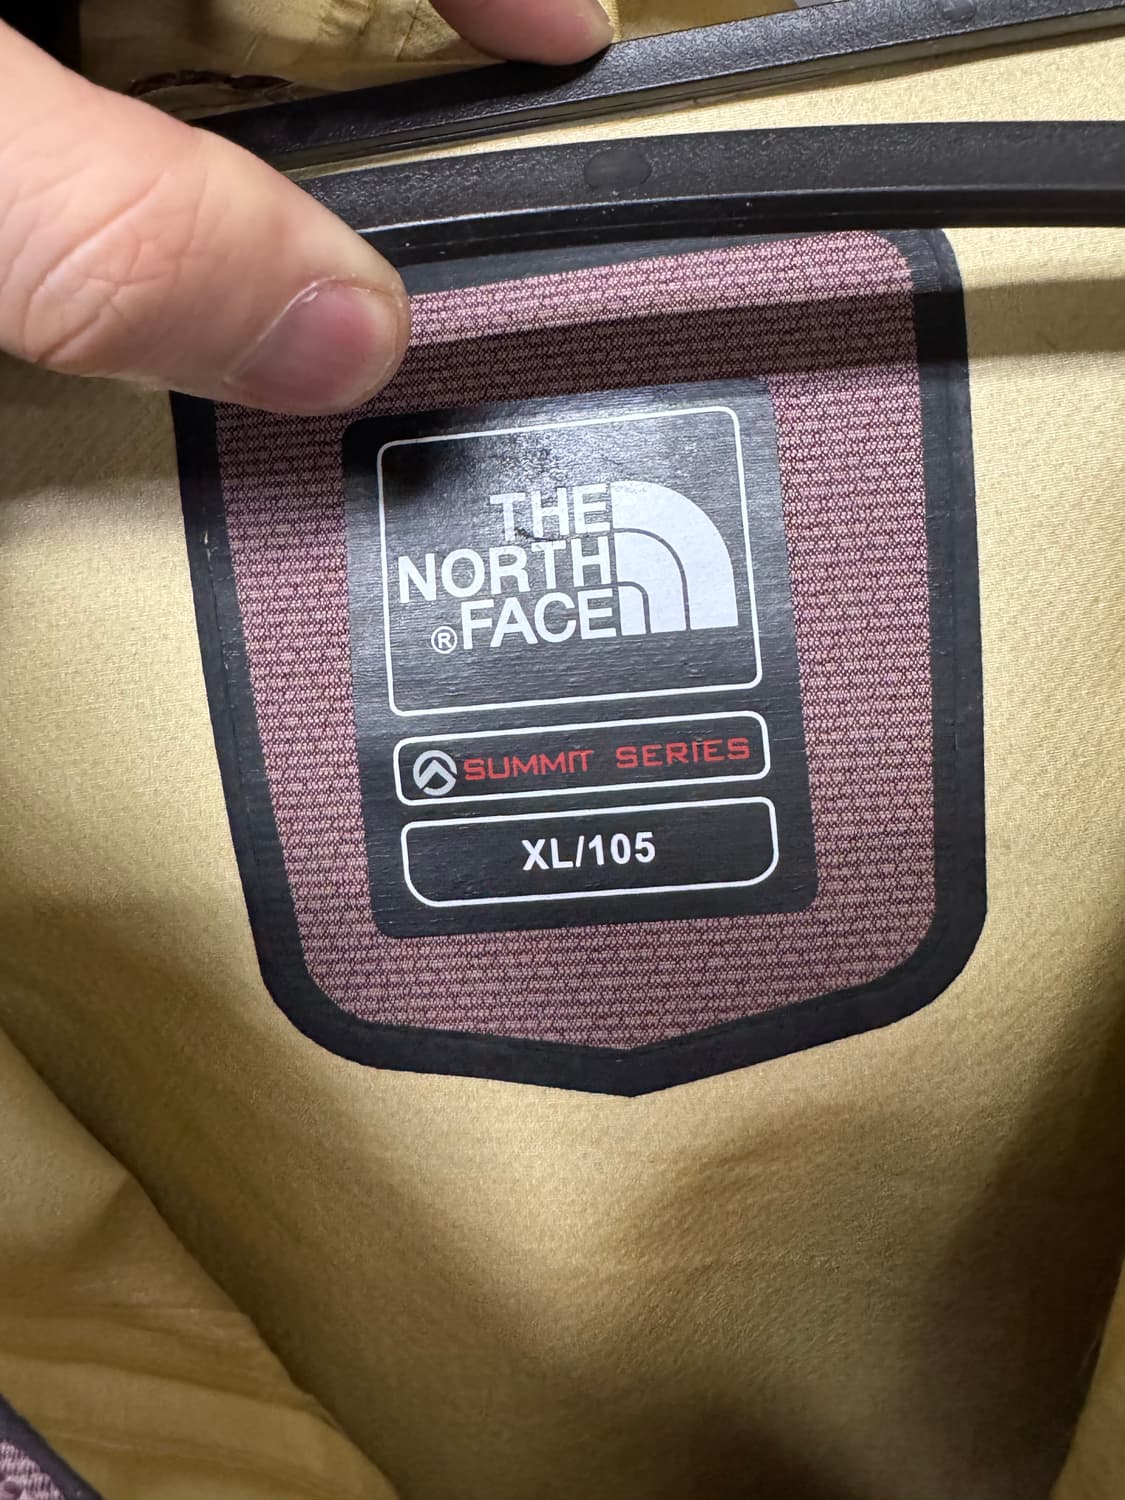 THE
NORTH
®FACE
SUMMIT SERIES
XL/105